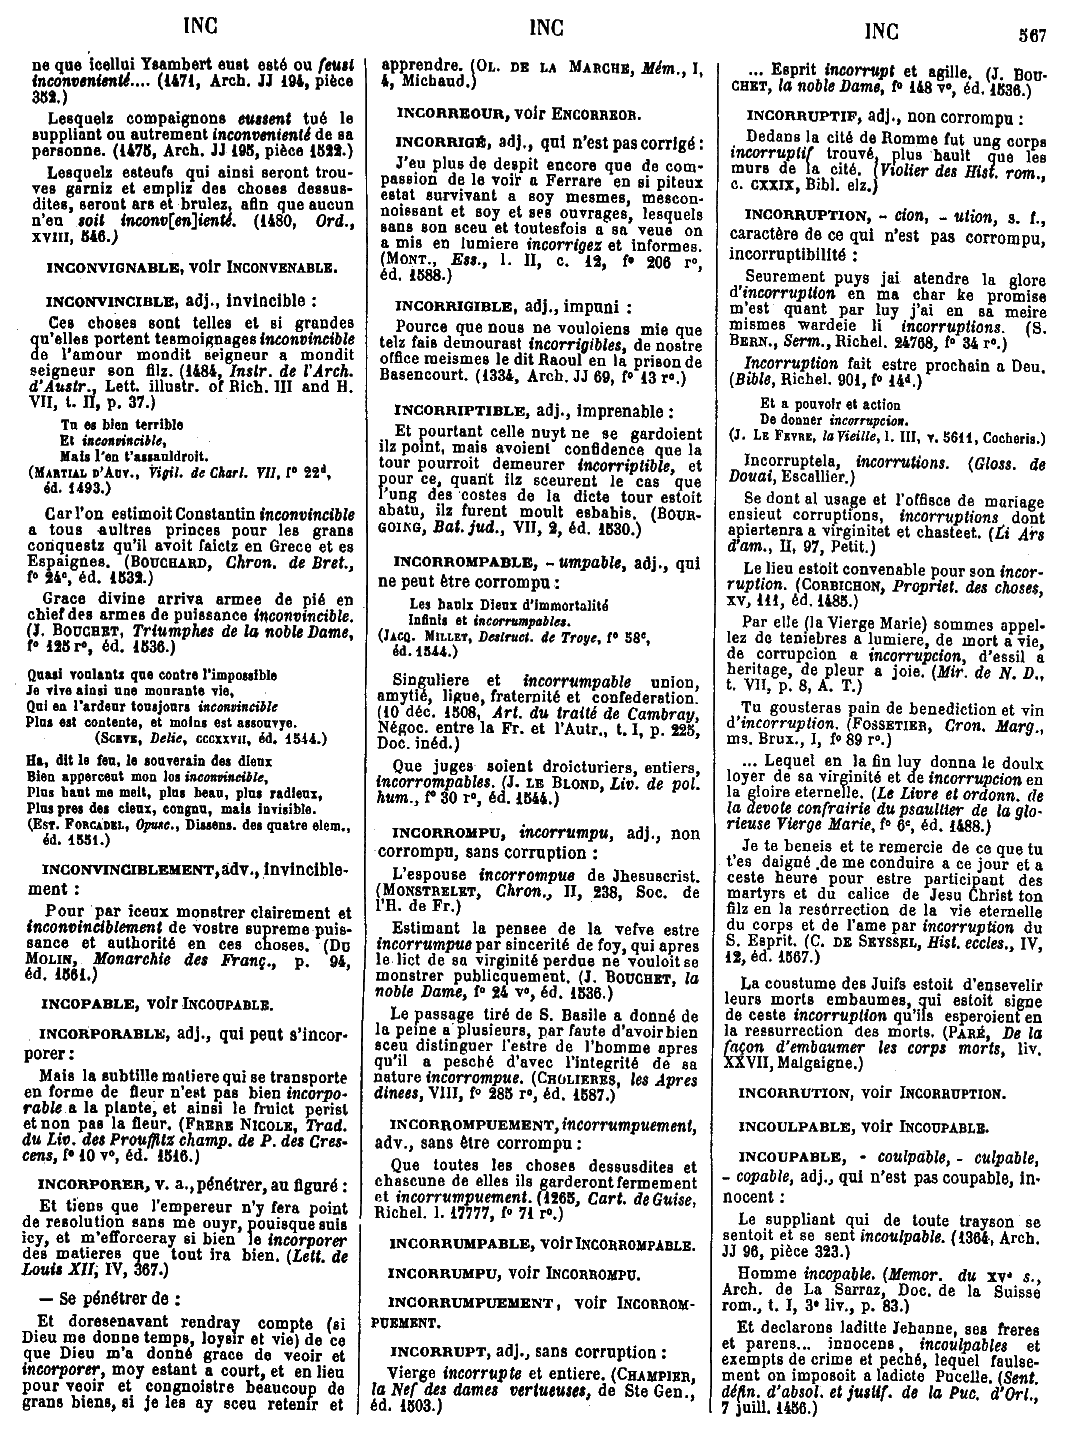 INC
INC
INC
567
ne que icellui Ysambert eust esté ou feust
inconvenienté.... (1471, Arch. JJ 194, pièce
352.)
Lesquelz compaignons eussent tué le
suppliant ou autrement inconvenienté de sa
personne. (1475, Arch. JJ 195, pièce 1522.)
Lesquelz esteufs qui ainsi seront trou-
ves garniz et empliz des choses dessus-
dites, seront ars et brulez, afin que aucun
n'en soit inconv[en]ienté. (1480, Ord.,
XVIII, 546.)
INCONVIGNABLE, voir INCONVENABLE.
INCONVINCIBLE, adj., invincible :
Ces choses sont telles et si grandes
qu'elles portent tesmoignages inconvincible
de l'amour mondit seigneur a mondit
seigneur son filz. (1484, Instr. de l'Arch.
d'Austr., Lett. illustr. of Rich. III and H.
VII, t. II, p. 37.)
Tu es bien terrible
Et inconvincible,
Mais l'en t'assauldroit.
(MARTIAL D'AUV., Vigil. de Charl. VII, f° 22d,
éd. 1493.)
Car l'on estimoit Constantin inconvincible
a tous aultres princes pour les grans
conquestz qu'il avoit faictz en Grece et es
Espaignes. (BOUCHARD, Chron. de Bret.,
f° 24c, éd. 1532.)
Grace divine arriva armee de pié en
chief des armes de puissance inconvincible.
(J. BOUCHET, Triumphes de la noble Dame,
f° 125 r°, éd. 1536.)
Quasi voulants que contre l'impossible
Je vive ainsi une mourante vie,
Qui en l'ardeur tousjours inconvincible
Plus est contente, et moins est assouvye.
(SCEVE, Delie, CCCXXVII, éd. 1544.)
Ha, dit le feu, le souverain des dieux
Bien apperceut mon los inconvincible,
Plus haut me meit, plus beau, plus radieux,
Plus pres des cieux, congnu, mais invisible.
(EST. FORCADEL, Opusc., Dissens. des quatre elem.,
éd. 1551.)
INCONVINCIBLEMENT, adv., invincible-
ment :
Pour par iceux monstrer clairement et
inconvinciblement de vostre supreme puis-
sance et authorité en ces choses. (DU
MOLIN, Monarchie des Franç., p. 94,
éd. 1561.)
INCOPABLE, voir INCOUPABLE.
INCORPORABLE, adj., qui peut s'incor-
porer :
Mais la subtille matiere qui se transporte
en forme de fleur n'est pas bien incorpo-
rable a la plante, et ainsi le fruict perist
et non pas la fleur. (FRERE NICOLE, Trad.
du Liv. des Prouffitz champ. de P. des Cres-
cens, f° 10 v°, éd. 1516.)
INCORPORER, v. a., pénétrer, au figuré :
Et tiens que l'empereur n'y fera point
de resolution sans me ouyr, pouisque suis
icy, et m'efforceray si bien le incorporer
des matieres que tout ira bien. (Lett. de
Louis XII, IV, 367.)
— Se pénétrer de :
Et doresenavant rendray compte (si
Dieu me donne temps, loysir et vie) de ce
que Dieu m'a donné grace de veoir et
incorporer, moy estant a court, et en lieu
pour veoir et congnoistre beaucoup de
grans biens, si je les ay sceu retenir et
apprendre. (OL. DE LA MARCHE, Mém., I,
4, Michaud.)
INCORREOUR, voir ENCORREOR.
INCORRIGÉ, adj., qui n'est pas corrigé :
J'eu plus de despit encore que de com-
passion de le voir a Ferrare en si piteux
estat survivant a soy mesmes, mescon-
noissant et soy et ses ouvrages, lesquels
sans son sceu et toutesfois a sa veuë on
a mis en lumiere incorrigez et informes.
(MONT., Ess., l. II, c. 12, f° 206 r°,
éd. 1588.)
INCORRIGIBLE, adj., impuni :
Pource que nous ne vouloiens mie que
telz fais demourast incorrigibles, de nostre
office meismes le dit Raoul en la prison de
Basencourt. (1334, Arch. JJ 69, f° 13 r°.)
INCORRIPTIBLE, adj., imprenable :
Et pourtant celle nuyt ne se gardoient
ilz point, mais avoient confidence que la
tour pourroit demeurer incorriptible, et
pour ce, quant ilz sceurent le cas que
l'ung des costes de la dicte tour estoit
abatu, ilz furent moult esbahis. (BOUR-
GOING, Bat. jud., VII, 2, éd. 1530.)
INCORROMPABLE, - umpable, adj., qui
ne peut être corrompu :
Les haulx Dieux d'immortalité
Infinis et incorrumpables.
(JACQ. MILLET, Destruct. de Troye, f° 58c,
éd. 1544.)
Singuliere et incorrumpable union,
amytié, ligue, fraternité et confederation.
(10 déc. 1508, Art. du traité de Cambray,
Négoc. entre la Fr. et l'Autr., t. I, p. 225,
Doc. inéd.)
Que juges soient droicturiers, entiers,
incorrompables. (J. LE BLOND, Liv. de pol.
hum., f° 30 r°, éd. 1544.)
INCORROMPU, incorrumpu, adj., non
corrompu, sans corruption :
L'espouse incorrompue de Jhesuscrist.
(MONSTRELET, Chron., II, 238, Soc. de
l'H. de Fr.)
Estimant la pensee de la vefve estre
incorrumpue par sincerité de foy, qui apres
le lict de sa virginité perdue ne vouloit se
monstrer publicquement. (J. BOUCHET, la
noble Dame, f° 24 v°, éd. 1536.)
Le passage tiré de S. Basile a donné de
la peine a plusieurs, par faute d'avoir bien
sceu distinguer l'estre de l'homme apres
qu'il a pesché d'avec l'integrité de sa
nature incorrompue. (CHOLIERES, les Apres
dinees, VIII, f° 285 r°, éd. 1587.)
INCORROMPUEMENT, incorrumpuement,
adv., sans être corrompu :
Que toutes les choses dessusdites et
chascune de elles ils garderont fermement
et incorrumpuement. (1265, Cart. de Guise,
Richel. l. 17777, f° 71 r°.)
INCORRUMPABLE, voir INCORROMPABLE.
INCORRUMPU, voir INCORROMPU.
INCORRUMPUEMENT, voir INCORROM-
PUEMENT.
INCORRUPT, adj., sans corruption :
Vierge incorrupte et entiere. (CHAMPIER,
la Nef des dames vertueuses, de Ste Gen.,
éd. 1503.)
... Esprit incorrupt et agille. (J. BOU-
CHET, la noble Dame, f° 148 v°, éd. 1536.)
INCORRUPTIF, adj., non corrompu :
Dedans la cité de Romme fut ung corps
incorruptif trouvé, plus hault que les
murs de la cité. (Violier des Hist. rom.,
c. CXXIX, Bibl. elz.)
INCORRUPTION, - cion, - ution, s. f.,
caractère de ce qui n'est pas corrompu,
incorruptibilité :
Seurement puys jai atendre la glore
d'incorruption en ma char ke promise
m'est quant par luy j'ai en sa meire
mismes wardeie li incorruptions. (S.
BERN., Serm., Richel. 24768, f° 34 r°.)
Incorruption fait estre prochain a Deu.
(Bible, Richel. 901, f° 14d.)
Et a pouvoir et action
De donner incorrupcion.
(J. LE FEVRE, la Vieille, l. III, v. 5611, Cocheris.)
Incorruptela, incorrutions. (Gloss. de
Douai, Escallier.)
Se dont al usage et l'offisce de mariage
ensieut corruptions, incorruptions dont
apiertenra a virginitet et chasteet. (Li Ars
d'am., II, 97, Petit.)
Le lieu estoit convenable pour son incor-
ruption. (CORBICHON, Propriet. des choses,
XV, 111, éd. 1485.)
Par elle (la Vierge Marie) sommes appel-
lez de teniebres a lumiere, de mort a vie,
de corrupcion a incorrupcion, d'essil a
heritage, de pleur a joie. (Mir. de N. D.,
t. VII, p. 8, A. T.)
Tu gousteras pain de benediction et vin
d'incorruption. (FOSSETIER, Cron. Marg.,
ms. Brux., I, f° 89 r°.)
... Lequel en la fin luy donna le doulx
loyer de sa virginité et de incorrupcion en
la gloire eternelle. (Le Livre et ordonn. de
la devote confrairie du psaultier de la glo-
rieuse Vierge Marie, f° 6c, éd. 1488.)
Je te beneis et te remercie de ce que tu
t'es daigné de me conduire a ce jour et a
ceste heure pour estre participant des
martyrs et du calice de Jesu Christ ton
filz en la resurrection de la vie eternelle
du corps et de l'ame par incorruption du
S. Esprit. (C. DE SEYSSEL, Hist. eccles., IV,
12, éd. 1567.)
La coustume des Juifs estoit d'ensevelir
leurs morts embaumes, qui estoit signe
de ceste incorruption qu'ils esperoient en
la ressurrection des morts. (PARÉ, De la
façon d'embaumer les corps morts, liv.
XXVII, Malgaigne.)
INCORRUTION, voir INCORRUPTION.
INCOULPABLE, voir INCOUPABLE.
INCOUPABLE, - coulpable, - culpable,
- copable, adj., qui n'est pas coupable, in-
nocent :
Le suppliant qui de toute trayson se
sentoit et se sent incoulpable. (1364, Arch.
JJ 96, pièce 323.)
Homme incopable. (Memor. du XVe s.,
Arch. de La Sarraz, Doc. de la Suisse
rom., t. I, 3e liv., p. 83.)
Et declarons laditte Jehanne, ses freres
et parens... innocens, incoulpables et
exempts de crime et peché, lequel faulse-
ment on imposoit a ladicte Pucelle. (Sent.
défin. d'absol. et justif. de la Puc. d'Orl.,
7 juill. 1456.)